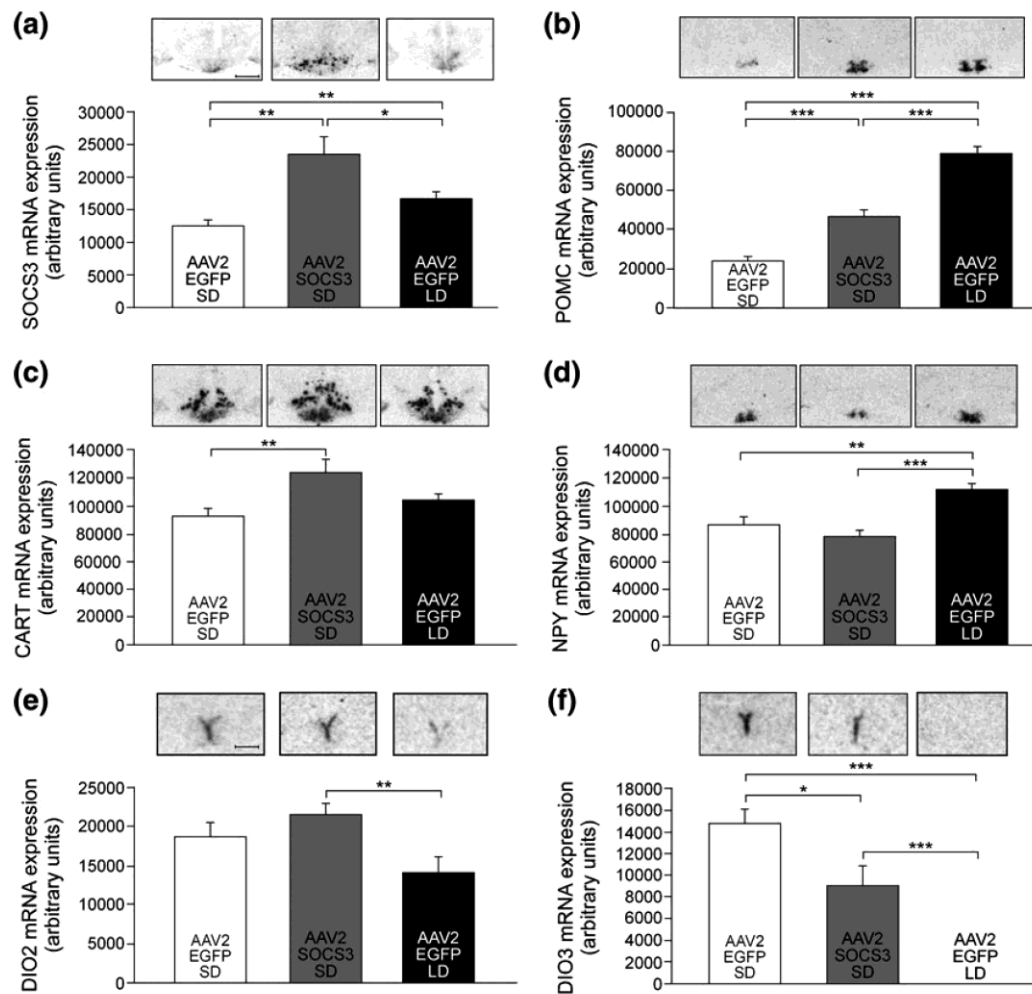 (a)
**
**
*
SOCS3 mRNA expression
(arbitrary units)
30000
25000
20000
15000
10000
5000
0
AAV2
EGFP
SD
AAV2
SOCS3
SD
AAV2
EGFP
LD
(b)
***
***
***
POMC mRNA expression
(arbitrary units)
100000
80000
60000
40000
20000
0
AAV2
EGFP
SD
AAV2
SOCS3
SD
AAV2
EGFP
LD
(c)
**
CART mRNA expression
(arbitrary units)
140000
120000
100000
80000
60000
40000
20000
0
AAV2
EGFP
SD
AAV2
SOCS3
SD
AAV2
EGFP
LD
(d)
**
***
NPY mRNA expression
(arbitrary units)
140000
120000
100000
80000
60000
40000
20000
0
AAV2
EGFP
SD
AAV2
SOCS3
SD
AAV2
EGFP
LD
(e)
**
DIO2 mRNA expression
(arbitrary units)
25000
20000
15000
10000
5000
0
AAV2
EGFP
SD
AAV2
SOCS3
SD
AAV2
EGFP
LD
(f)
***
*
***
DIO3 mRNA expression
(arbitrary units)
18000
16000
14000
12000
10000
8000
6000
4000
2000
0
AAV2
EGFP
SD
AAV2
SOCS3
SD
AAV2
EGFP
LD